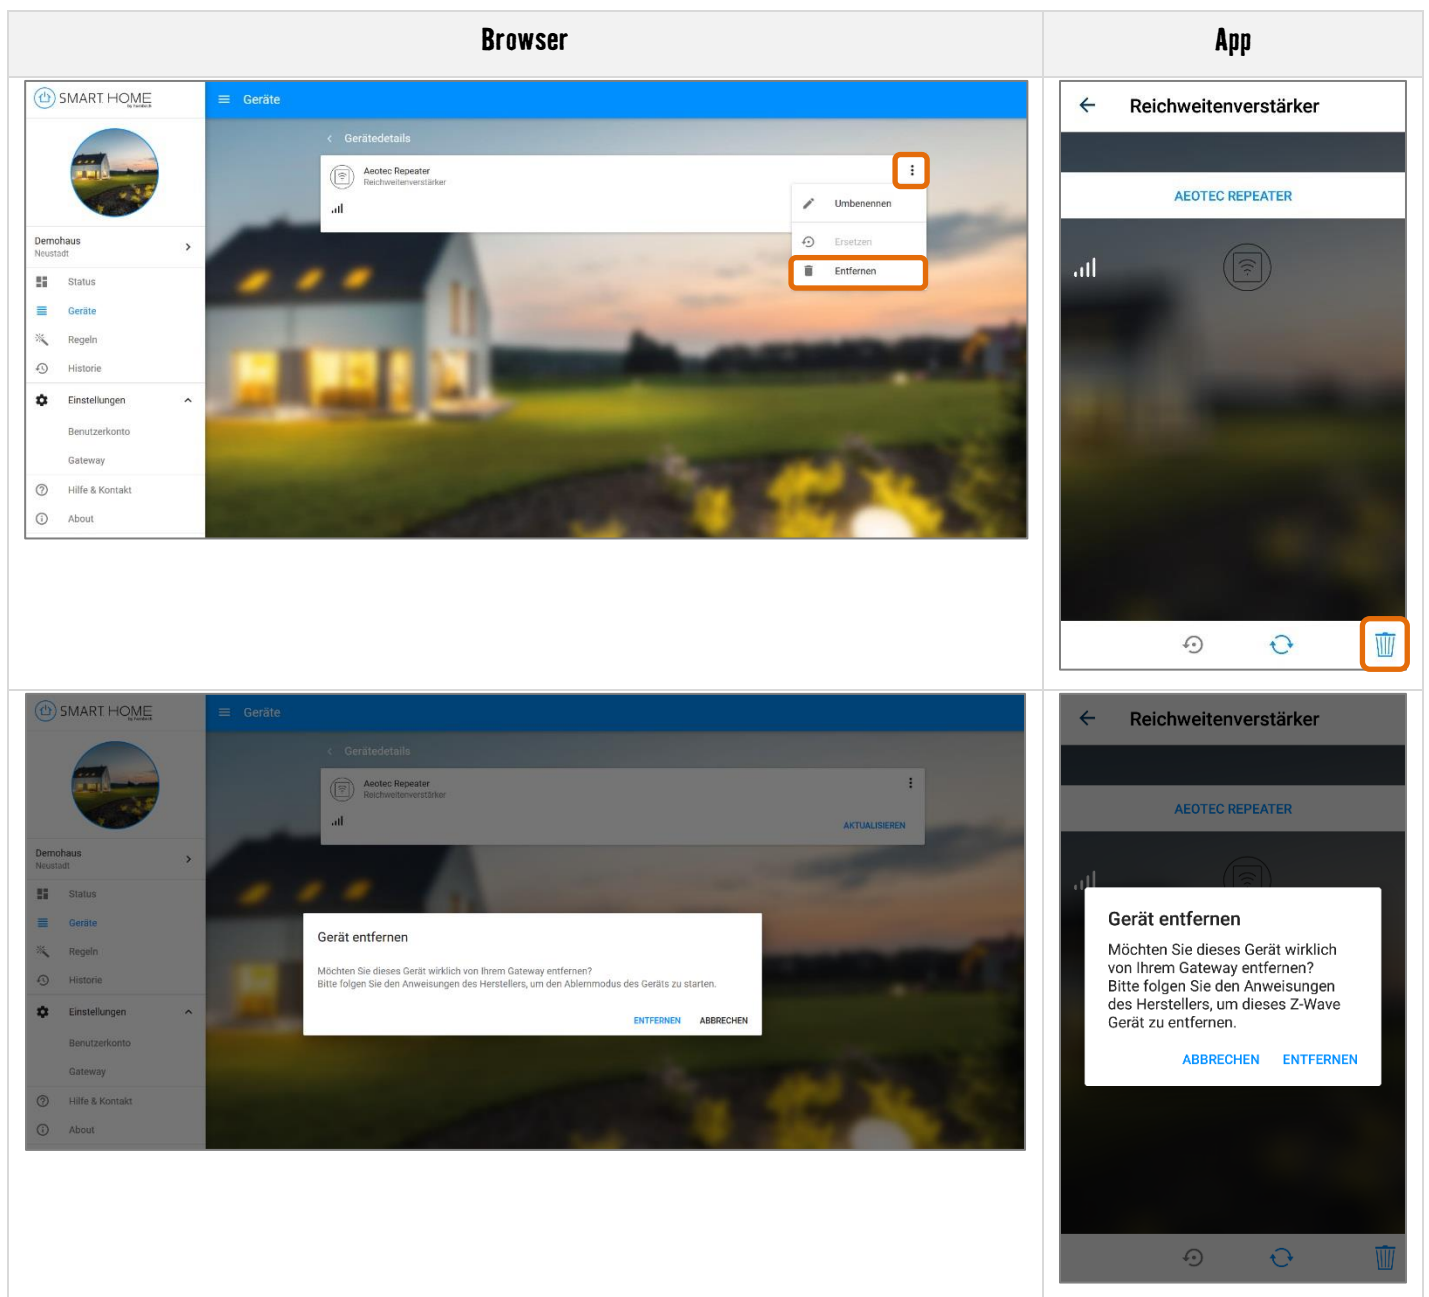 Browser
App
SMART HOME
Geräte
Gerätedetails
Aeotec Repeater
Reichweitenverstärker
Umbenennen
Ersetzen
Entfernen
Demohaus
Neustadt
Status
Geräte
Regeln
Historie
Einstellungen
Benutzerkonto
Gateway
Hilfe & Kontakt
About
Reichweitenverstärker
AEOTEC REPEATER
SMART HOME
Geräte
Gerätedetails
Aeotec Repeater
Reichweitenverstärker
AKTUALISIEREN
Demohaus
Neustadt
Status
Geräte
Regeln
Historie
Einstellungen
Benutzerkonto
Gateway
Hilfe & Kontakt
About
Gerät entfernen
Möchten Sie dieses Gerät wirklich von Ihrem Gateway entfernen?
Bitte folgen Sie den Anweisungen des Herstellers, um den Ablernmodus des Geräts zu starten.
ENTFERNEN ABBRECHEN
Reichweitenverstärker
AEOTEC REPEATER
Gerät entfernen
Möchten Sie dieses Gerät wirklich
von Ihrem Gateway entfernen?
Bitte folgen Sie den Anweisungen
des Herstellers, um dieses Z-Wave
Gerät zu entfernen.
ABBRECHEN ENTFERNEN